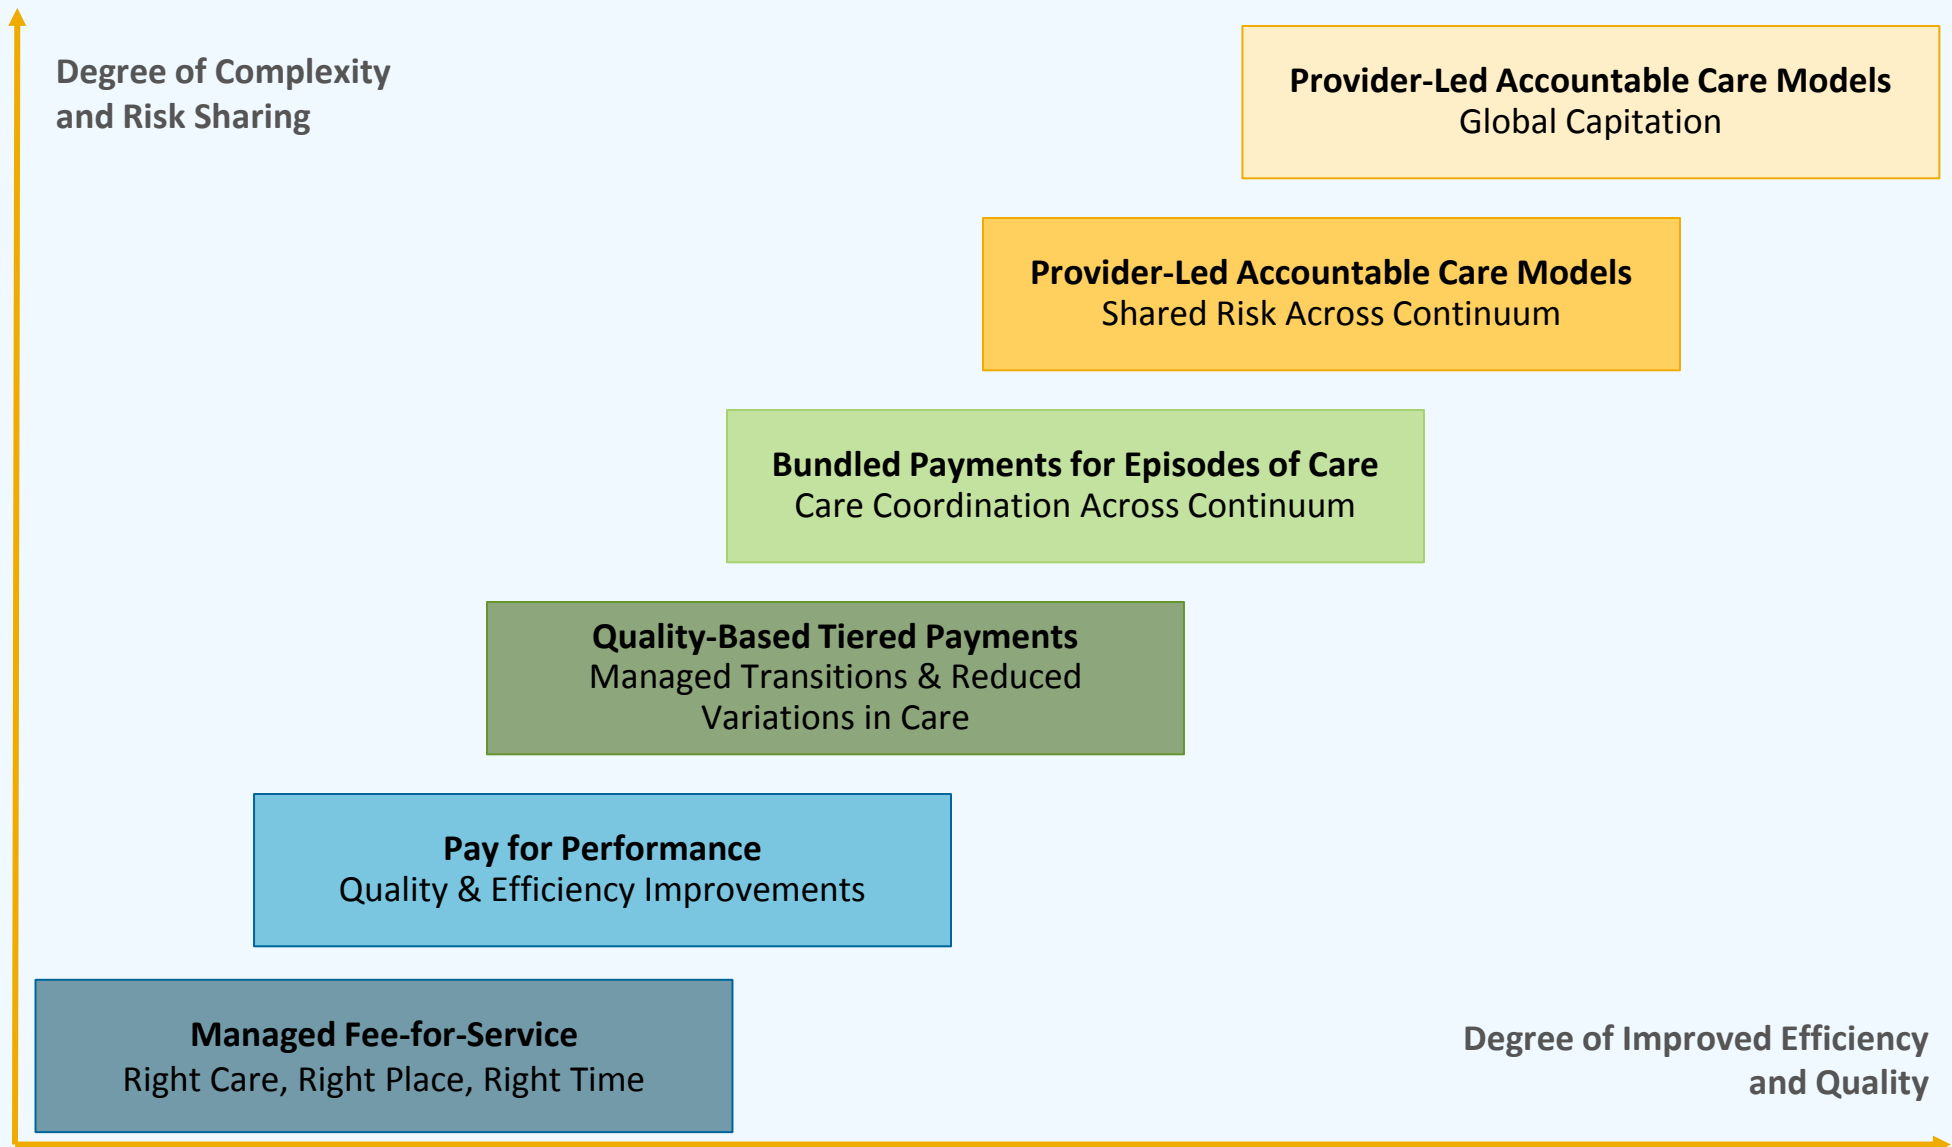 Degree of Complexity
and Risk Sharing
Provider-Led Accountable Care Models
Global Capitation
Provider-Led Accountable Care Models
Shared Risk Across Continuum
Bundled Payments for Episodes of Care
Care Coordination Across Continuum
Quality-Based Tiered Payments
Managed Transitions & Reduced
Variations in Care
Pay for Performance
Quality & Efficiency Improvements
Managed Fee-for-Service
Right Care, Right Place, Right Time
Degree of Improved Efficiency
and Quality